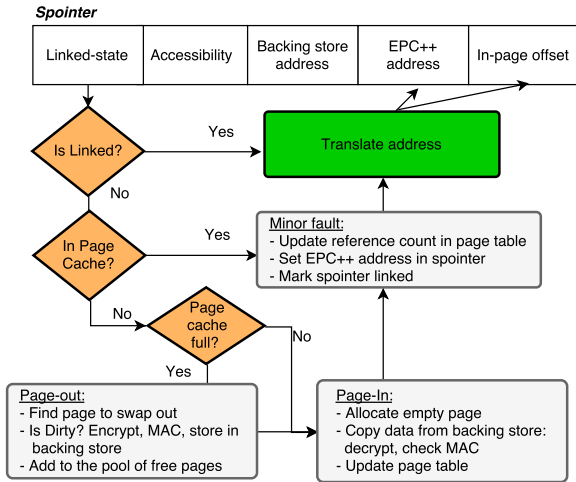 Spointer
Linked-state
Accessibility
Backing store
address
EPC++
address
In-page offset
Is Linked?
Yes
Translate address
No
In Page
Cache?
Yes
Minor fault:
- Update reference count in page table
- Set EPC++ address in spointer
- Mark spointer linked
No
Page
cache
full?
No
Yes
Page-out:
- Find page to swap out
- Is Dirty? Encrypt, MAC, store in
backing store
- Add to the pool of free pages
Page-In:
- Allocate empty page
- Copy data from backing store:
decrypt, check MAC
- Update page table